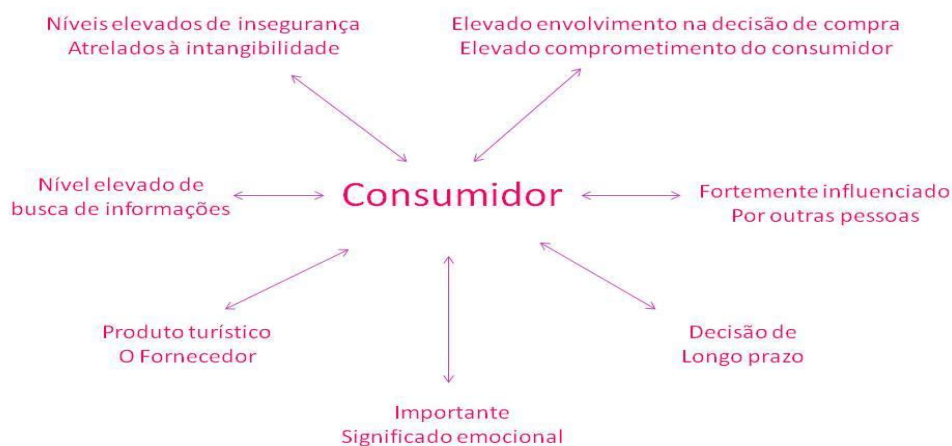 Níveis elevados de insegurança
Atrelados à intangibilidade
Elevado envolvimento na decisão de compra
Elevado comprometimento do consumidor
Nível elevado de
busca de informações
Consumidor
Fortemente influenciado
Por outras pessoas
Produto turístico
O Fornecedor
Decisão de
Longo prazo
Importante
Significado emocional